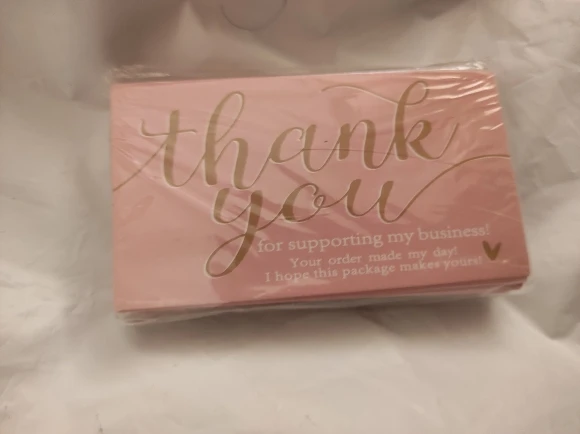 thank
you
for supporting my business!
Your order made my day!
I hope this package makes yours!